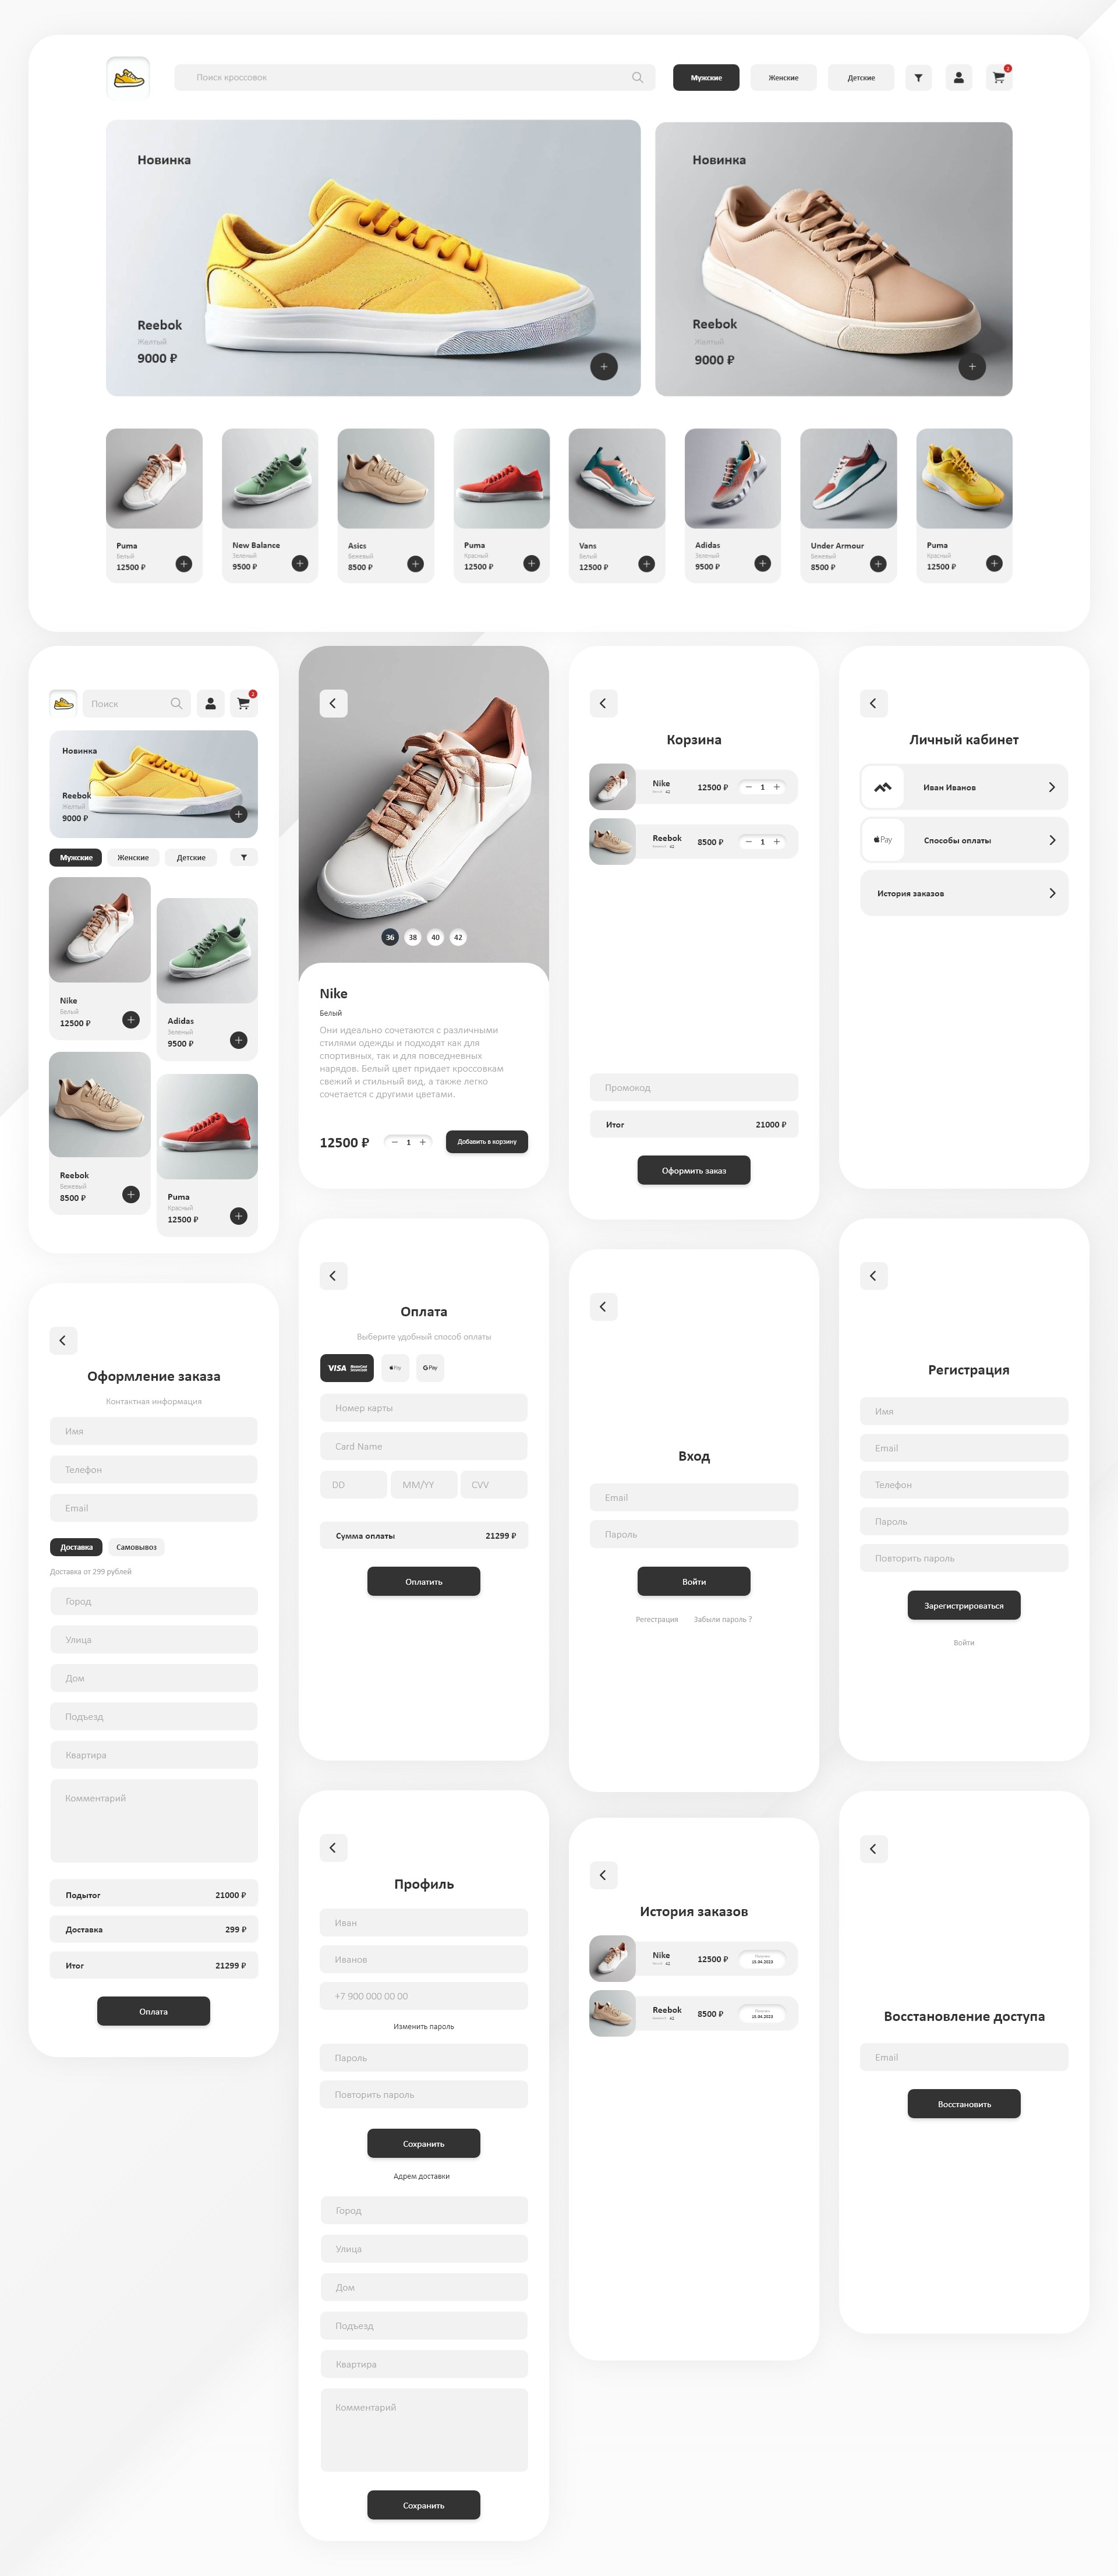 Поиск кроссовок
Мужские
Женские
Детские
2
Новинка
Reebok
Желтый
9000 ₽
Новинка
Reebok
Желтый
9000 ₽
Puma
Белый
12500 ₽
New Balance
Зеленый
9500 ₽
Asics
Бежевый
8500 ₽
Puma
Красный
12500 ₽
Vans
Белый
12500 ₽
Adidas
Зеленый
9500 ₽
Under Armour
Бежевый
8500 ₽
Puma
Красный
12500 ₽
Поиск
2
Новинка
Reebok
Желтый
9000 ₽
Мужские
Женские
Детские
Nike
Белый
12500 ₽
Adidas
Зеленый
9500 ₽
Reebok
Бежевый
8500 ₽
Puma
Красный
12500 ₽
36 38 40 42
Nike
Белый
Они идеально сочетаются с различными
стилями одежды и подходят как для
спортивных, так и для повседневных
нарядов. Белый цвет придает кроссовкам
свежий и стильный вид, а также легко
сочетается с другими цветами.
12500 ₽
1
Добавить в корзину
Корзина
Nike
42
12500 ₽
1
Reebok
42
8500 ₽
1
Промокод
Итог 21000 ₽
Оформить заказ
Личный кабинет
Иван Иванов
Pay
Способы оплаты
История заказов
Оформление заказа
Контактная информация
Имя
Телефон
Email
Доставка
Самовывоз
Доставка от 299 рублей
Город
Улица
Дом
Подъезд
Квартира
Комментарий
Подытог 21000 ₽
Доставка 299 ₽
Итог 21299 ₽
Оплата
Оплата
Выберите удобный способ оплаты
VISA
Pay
G Pay
Номер карты
Card Name
DD
MM/YY
CVV
Сумма оплаты 21299 ₽
Оплатить
Вход
Email
Пароль
Войти
Регестрация
Забыли пароль ?
Регистрация
Имя
Email
Телефон
Пароль
Повторить пароль
Зарегистрироваться
Войти
Профиль
Иван
Иванов
+7 900 000 00 00
Изменить пароль
Пароль
Повторить пароль
Сохранить
Адрем доставки
Город
Улица
Дом
Подъезд
Квартира
Комментарий
Сохранить
История заказов
Nike
42
12500 ₽
15.04.2023
Reebok
42
8500 ₽
15.04.2023
Восстановление доступа
Email
Восстановить